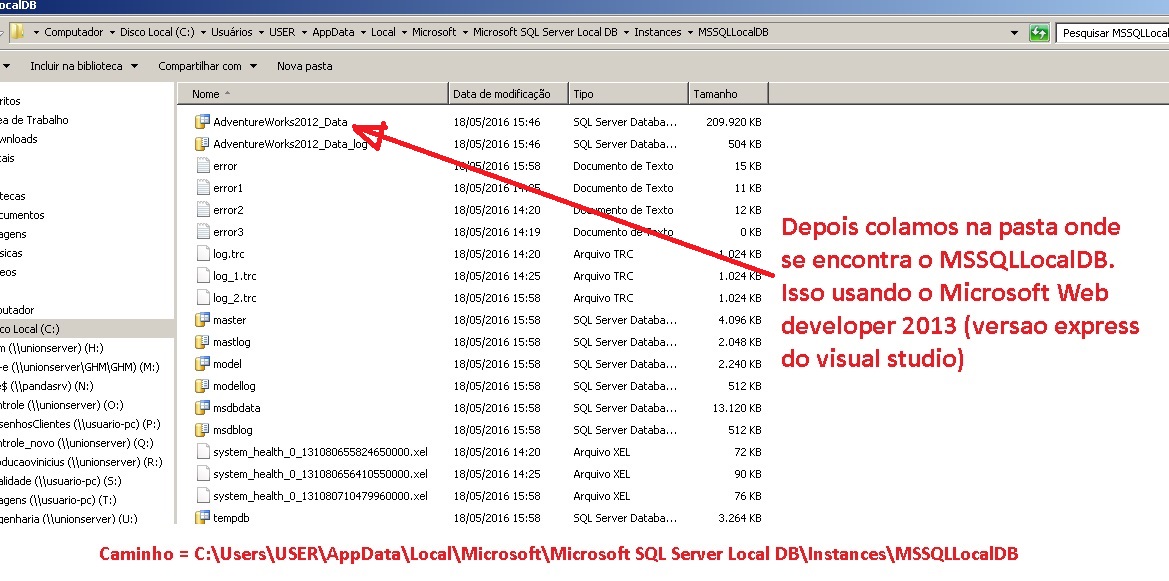 ocalDB
Computador Disco Local (C:) Usuários USER AppData Local Microsoft Microsoft SQL Server Local DB Instances MSSQLLocalDB Pesquisar MSSQLLocal
Incluir na biblioteca Compartilhar com Nova pasta
Nome Data de modificação Tipo Tamanho
ritos
ea de Trabalho
wnloads
cais
otecas
cumentos
agens
sicas
eos
putador
co Local (C:)
m (\\unionserver) (H:)
-e (\\unionserver\GHM\GHM) (M:)
e$ (\\pandasrv) (N:)
ntrole (\\unionserver) (O:)
senhosClientes (\\usuario-pc) (P:)
ntrole_novo (\\unionserver) (Q:)
oducaovinicius (\\unionserver) (R:)
alidade (\\usuario-pc) (S:)
agens (\\usuario-pc) (T:)
genharia (\\unionserver) (U:)
AdventureWorks2012_Data 18/05/2016 15:46 SQL Server Databa... 209.920 KB
AdventureWorks2012_Data_log 18/05/2016 15:46 SQL Server Databa... 504 KB
error 18/05/2016 15:58 Documento de Texto 15 KB
error1 18/05/2016 14:25 Documento de Texto 11 KB
error2 18/05/2016 14:20 Documento de Texto 12 KB
error3 18/05/2016 14:19 Documento de Texto 0 KB
log.trc 18/05/2016 14:20 Arquivo TRC 1.024 KB
log_1.trc 18/05/2016 14:25 Arquivo TRC 1.024 KB
log_2.trc 18/05/2016 15:58 Arquivo TRC 1.024 KB
master 18/05/2016 15:58 SQL Server Databa... 4.096 KB
mastlog 18/05/2016 15:58 SQL Server Databa... 2.048 KB
model 18/05/2016 15:58 SQL Server Databa... 2.240 KB
modellog 18/05/2016 15:58 SQL Server Databa... 512 KB
msdbdata 18/05/2016 15:58 SQL Server Databa... 13.120 KB
msdblog 18/05/2016 15:58 SQL Server Databa... 512 KB
system_health_0_131080655824650000.xel 18/05/2016 14:20 Arquivo XEL 72 KB
system_health_0_131080656410550000.xel 18/05/2016 14:25 Arquivo XEL 90 KB
system_health_0_131080710479960000.xel 18/05/2016 15:58 Arquivo XEL 76 KB
tempdb 18/05/2016 15:58 SQL Server Databa... 3.264 KB
Depois colamos na pasta onde
se encontra o MSSQLLocalDB.
Isso usando o Microsoft Web
developer 2013 (versao express
do visual studio)
Caminho = C:\Users\USER\AppData\Local\Microsoft\Microsoft SQL Server Local DB\Instances\MSSQLLocalDB